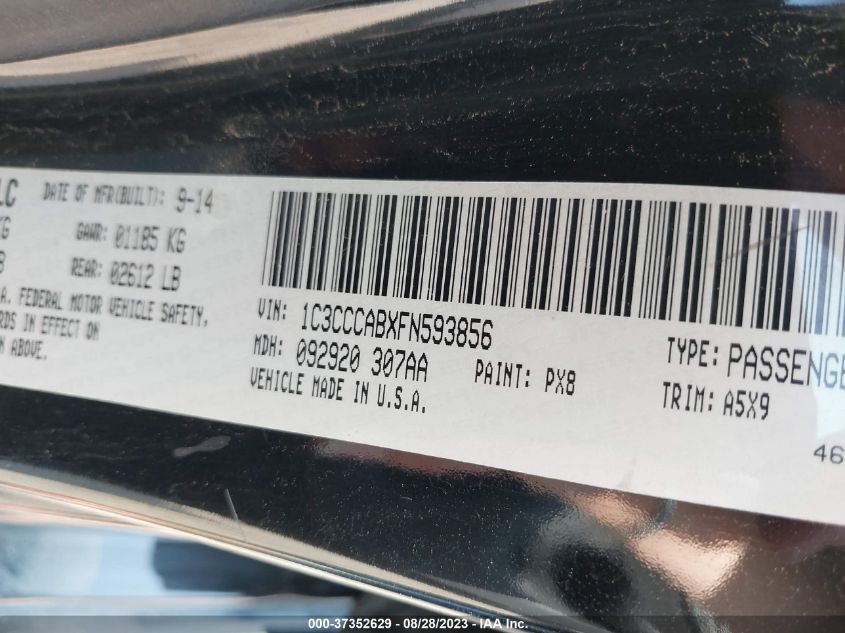 LC DATE OF MFR(BUILT): 9-14
KG GAWR: 01185 KG
B REAR: 02612 LB
A. FEDERAL MOTOR VEHICLE SAFETY,
RDS IN EFFECT ON
N ABOVE.
VIN: 1C3CCCABXFN593856
MDH: 092920 307AA
VEHICLE MADE IN U.S.A.
PAINT: PX8
TYPE: PASSENGE
TRIM: A5X9
46
000-37352629 - 08/28/2023 - IAA Inc.